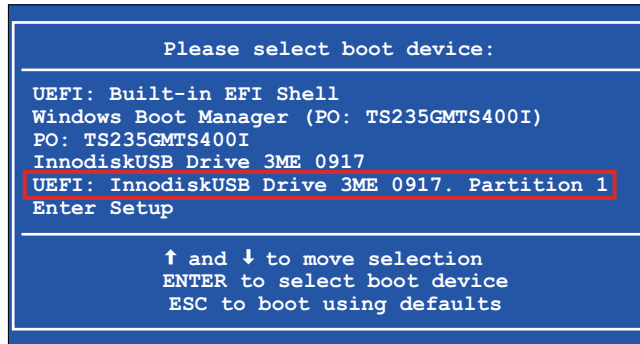 Please select boot device:
UEFI: Built-in EFI Shell
Windows Boot Manager (PO: TS235GMTS400I)
PO: TS235GMTS400I
InnodiskUSB Drive 3ME 0917
UEFI: InnodiskUSB Drive 3ME 0917. Partition 1
Enter Setup
↑ and ↓ to move selection
ENTER to select boot device
ESC to boot using defaults